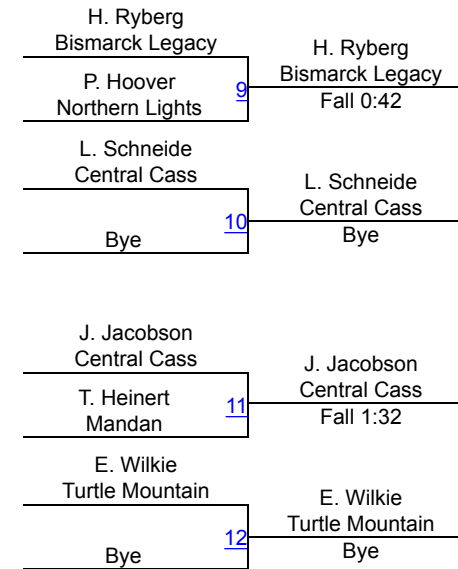 H. Ryberg
Bismarck Legacy
P. Hoover
Northern Lights
9
H. Ryberg
Bismarck Legacy
Fall 0:42
L. Schneide
Central Cass
Bye
10
L. Schneide
Central Cass
Bye
J. Jacobson
Central Cass
T. Heinert
Mandan
11
J. Jacobson
Central Cass
Fall 1:32
E. Wilkie
Turtle Mountain
Bye
12
E. Wilkie
Turtle Mountain
Bye